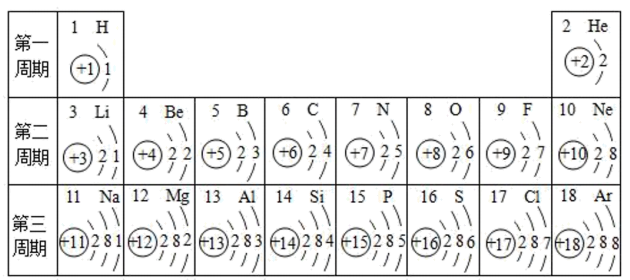 第一周期
1 H
+1 1
2 He
+2 2
第二周期
3 Li
+3 2 1
4 Be
+4 2 2
5 B
+5 2 3
6 C
+6 2 4
7 N
+7 2 5
8 O
+8 2 6
9 F
+9 2 7
10 Ne
+10 2 8
第三周期
11 Na
+11 2 8 1
12 Mg
+12 2 8 2
13 Al
+13 2 8 3
14 Si
+14 2 8 4
15 P
+15 2 8 5
16 S
+16 2 8 6
17 Cl
+17 2 8 7
18 Ar
+18 2 8 8